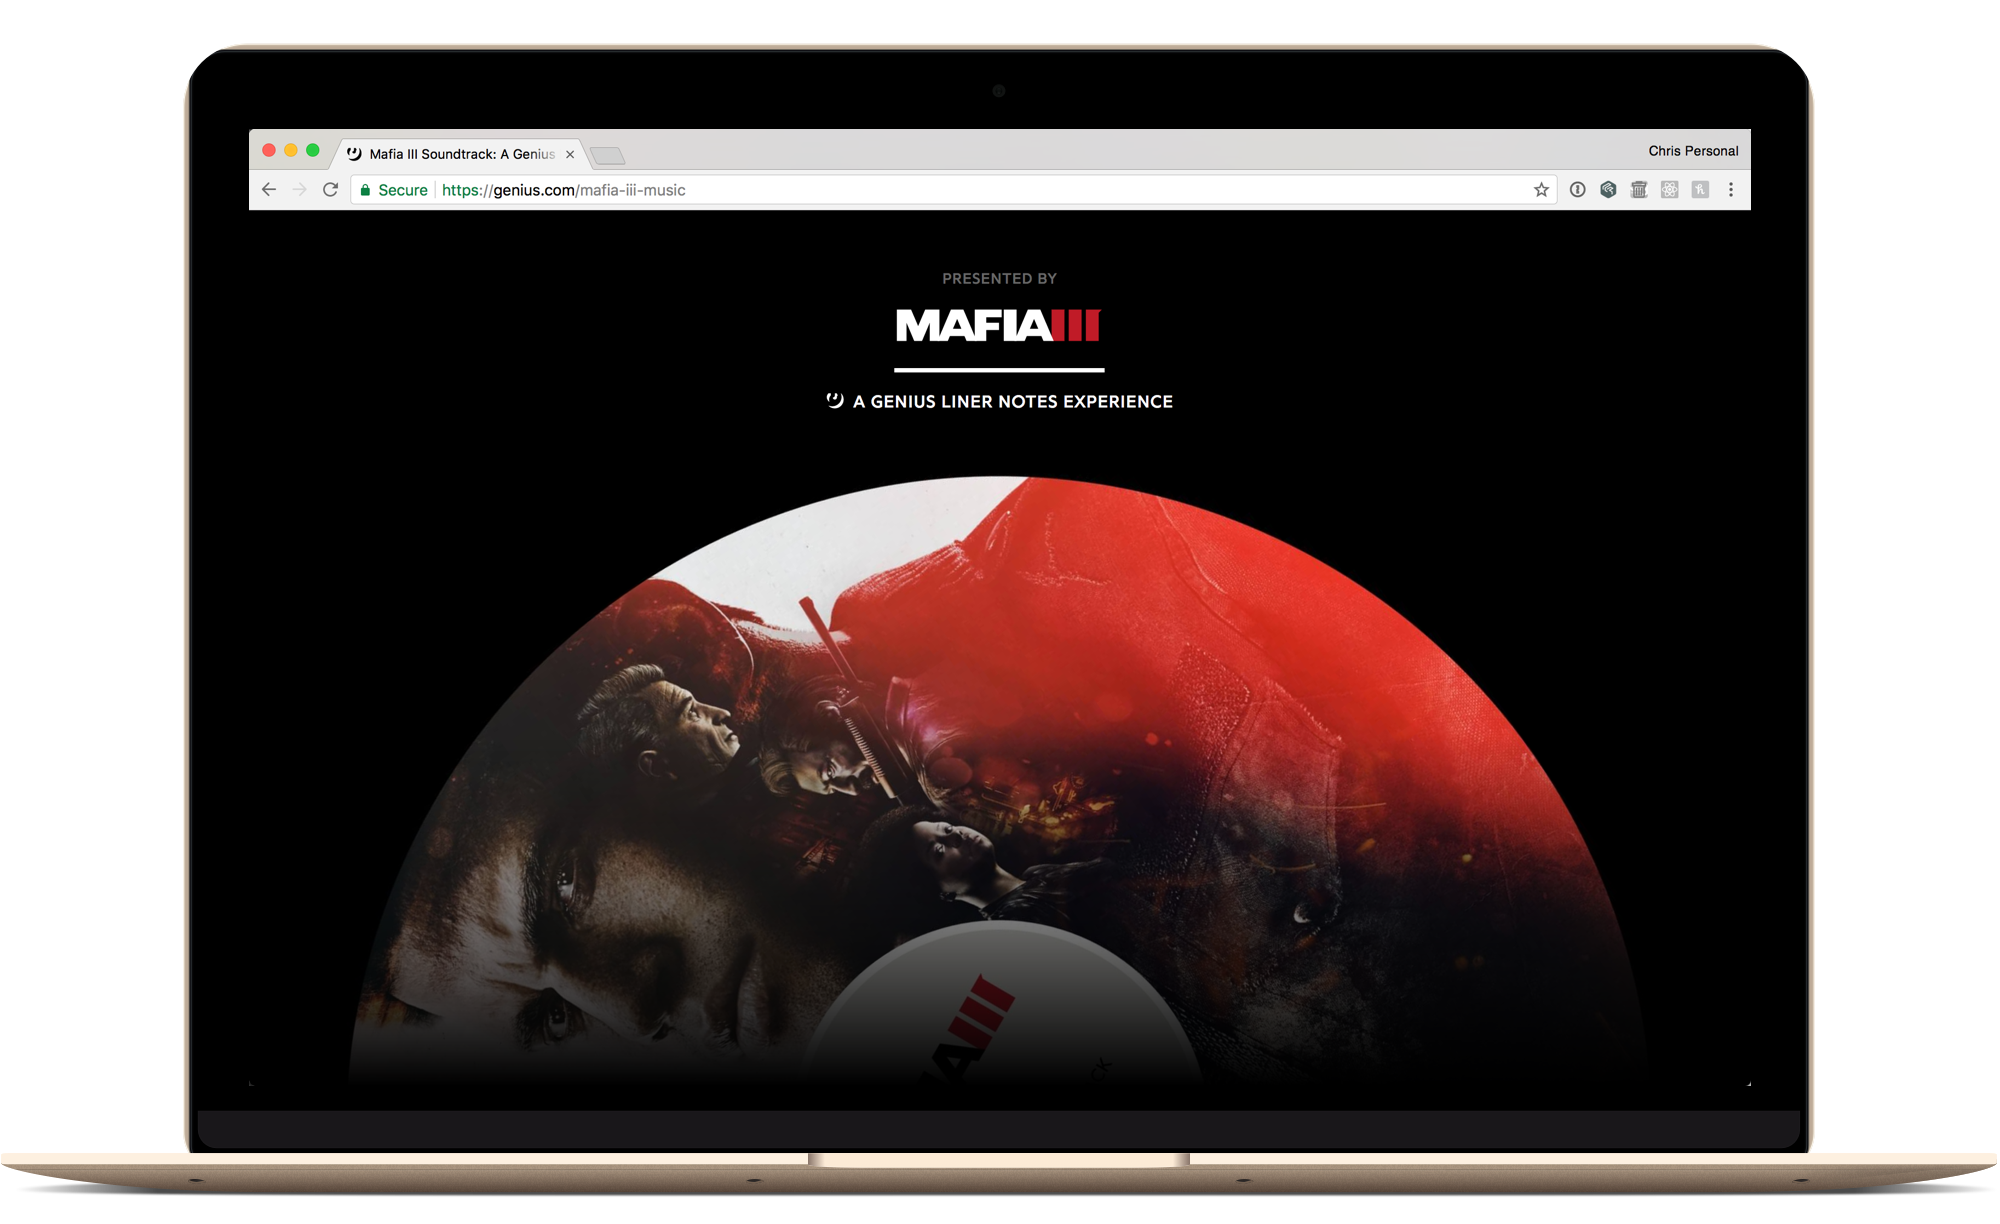 Mafia III Soundtrack: A Genius
Chris Personal
Secure
https://genius.com/mafia-iii-music
PRESENTED BY
MAFIAIII
A GENIUS LINER NOTES EXPERIENCE